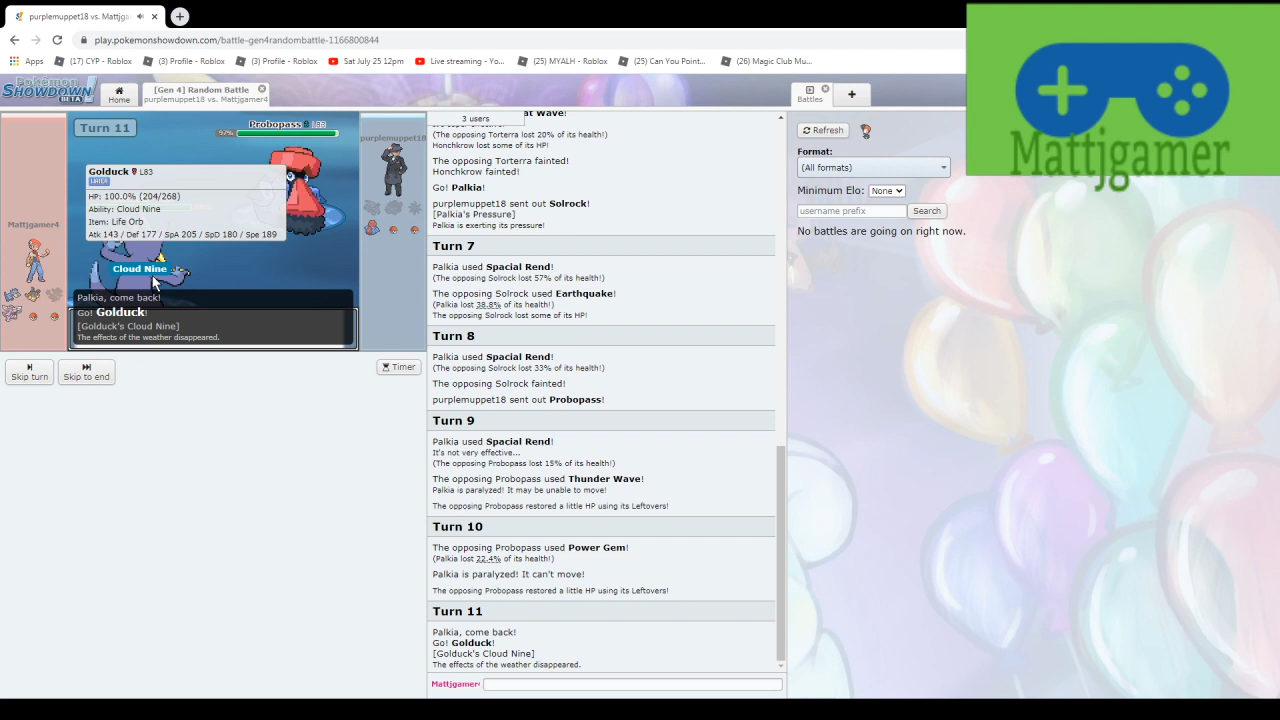 purplemuppet18 vs. Mattjga
play.pokemonshowdown.com/battle-gen4randombattle-1166800844
Apps
(17) CYP - Roblox
(3) Profile - Roblox
(3) Profile - Roblox
Sat July 25 12pm
Live streaming - Yo...
(25) MYALH - Roblox
(25) Can You Point...
(26) Magic Club Mu...
Mattjgamer
Pokémon
SHOWDOWN
BETA
Home
[Gen 4] Random Battle
purplemuppet18 vs. Mattjgamer4
Battles
Turn 11
Probopass L83
97%
purplemuppet18
Mattjgamer4
Golduck L83
WATER
HP: 100.0% (204/268)
Ability: Cloud Nine
Item: Life Orb
Atk 143 / Def 177 / SpA 205 / SpD 180 / Spe 189
Cloud Nine
Palkia, come back!
Go! Golduck!
[Golduck's Cloud Nine]
The effects of the weather disappeared.
Skip turn
Skip to end
Timer
3 users
at Wave!
(The opposing Torterra lost 20% of its health!)
Honchkrow lost some of its HP!
The opposing Torterra fainted!
Honchkrow fainted!
Go! Palkia!
purplemuppet18 sent out Solrock!
[Palkia's Pressure]
Palkia is exerting its pressure!
Turn 7
Palkia used Spacial Rend!
(The opposing Solrock lost 57% of its health!)
The opposing Solrock used Earthquake!
(Palkia lost 38.8% of its health!)
The opposing Solrock lost some of its HP!
Turn 8
Palkia used Spacial Rend!
(The opposing Solrock lost 33% of its health!)
The opposing Solrock fainted!
purplemuppet18 sent out Probopass!
Turn 9
Palkia used Spacial Rend!
It's not very effective...
(The opposing Probopass lost 15% of its health!)
The opposing Probopass used Thunder Wave!
Palkia is paralyzed! It may be unable to move!
The opposing Probopass restored a little HP using its Leftovers!
Turn 10
The opposing Probopass used Power Gem!
(Palkia lost 22.4% of its health!)
Palkia is paralyzed! It can't move!
The opposing Probopass restored a little HP using its Leftovers!
Turn 11
Palkia, come back!
Go! Golduck!
[Golduck's Cloud Nine]
The effects of the weather disappeared.
Mattjgamer
Refresh
Format:
(All formats)
Minimum Elo: None
username prefix
Search
No battles are going on right now.